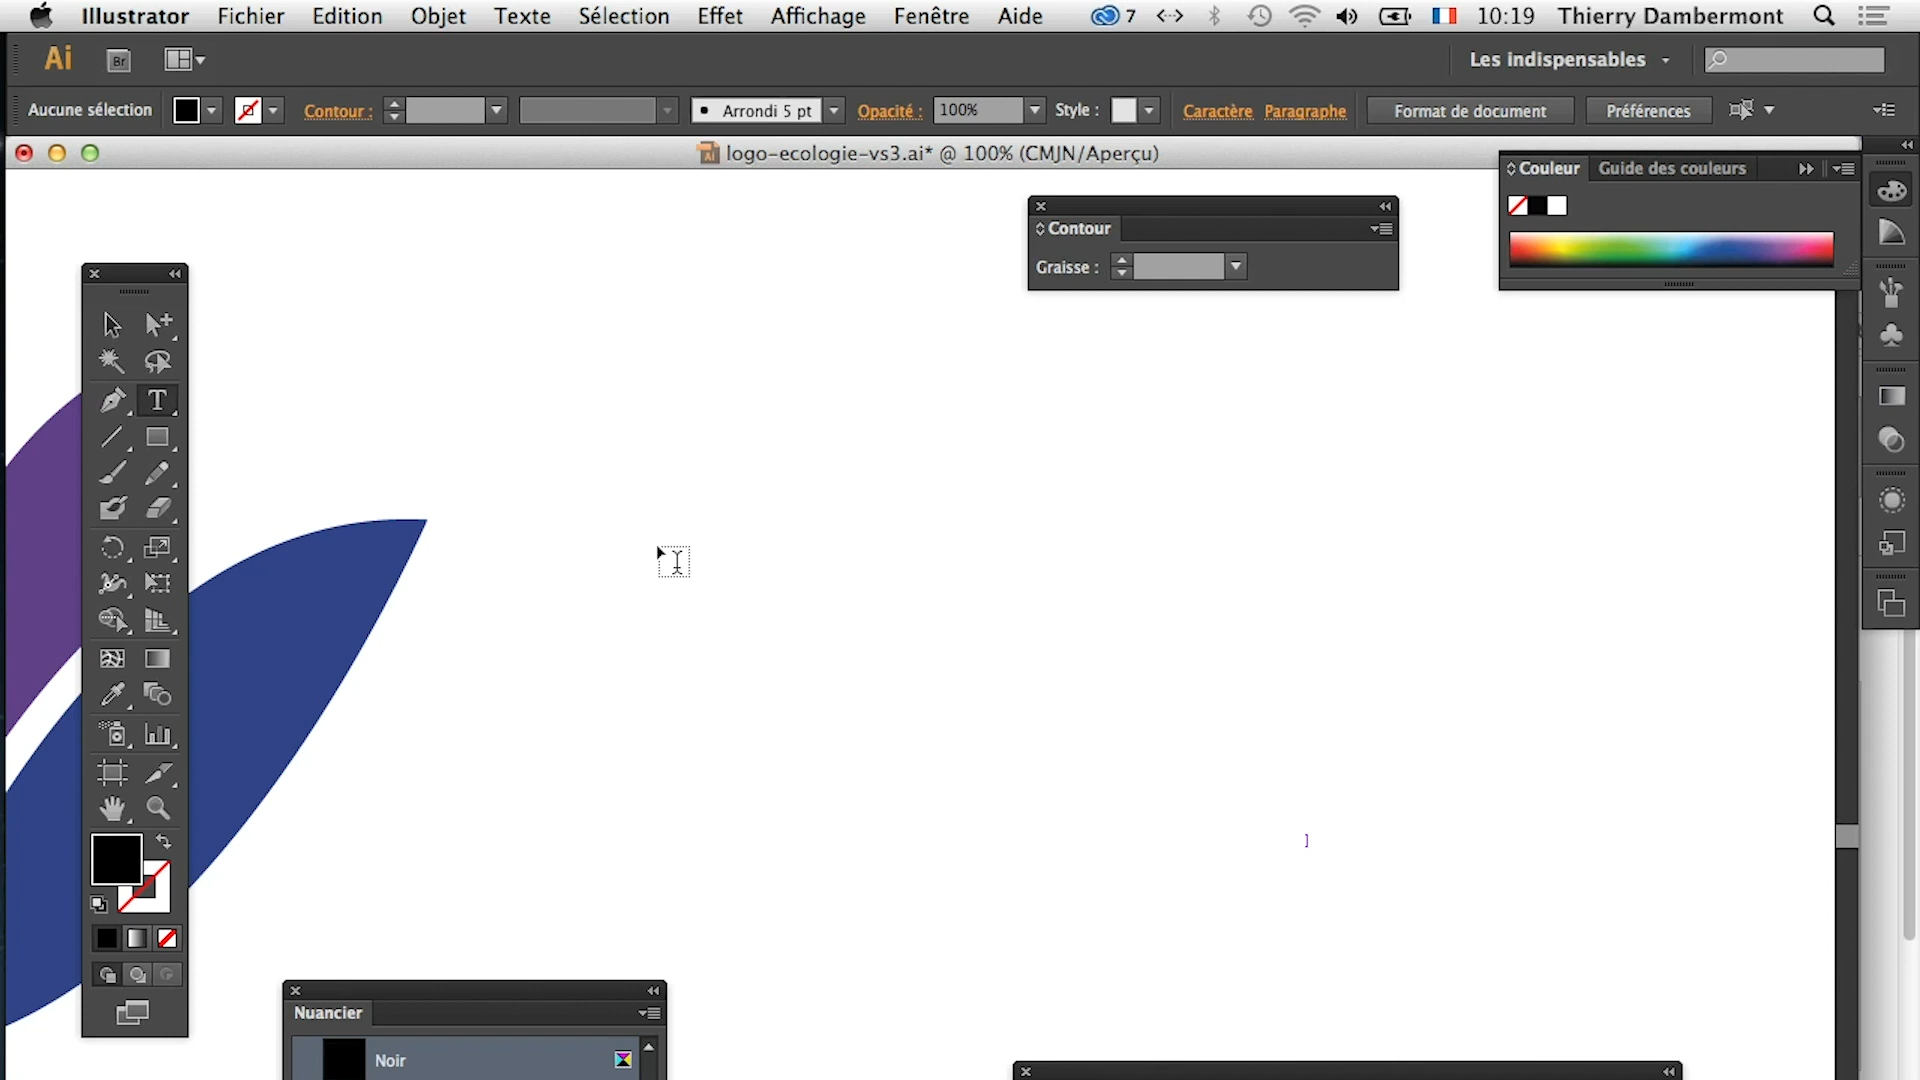 Illustrator Fichier Edition Objet Texte Sélection Effet Affichage Fenêtre Aide 7 10:19 Thierry Dambermont
Ai Br Les indispensables
Aucune sélection Contour : Arrondi 5 pt Opacité : 100% Style : Caractère Paragraphe Format de document Préférences
logo-ecologie-vs3.ai* @ 100% (CMJN/Aperçu)
Couleur Guide des couleurs
Contour
Graisse :
Nuancier
Noir